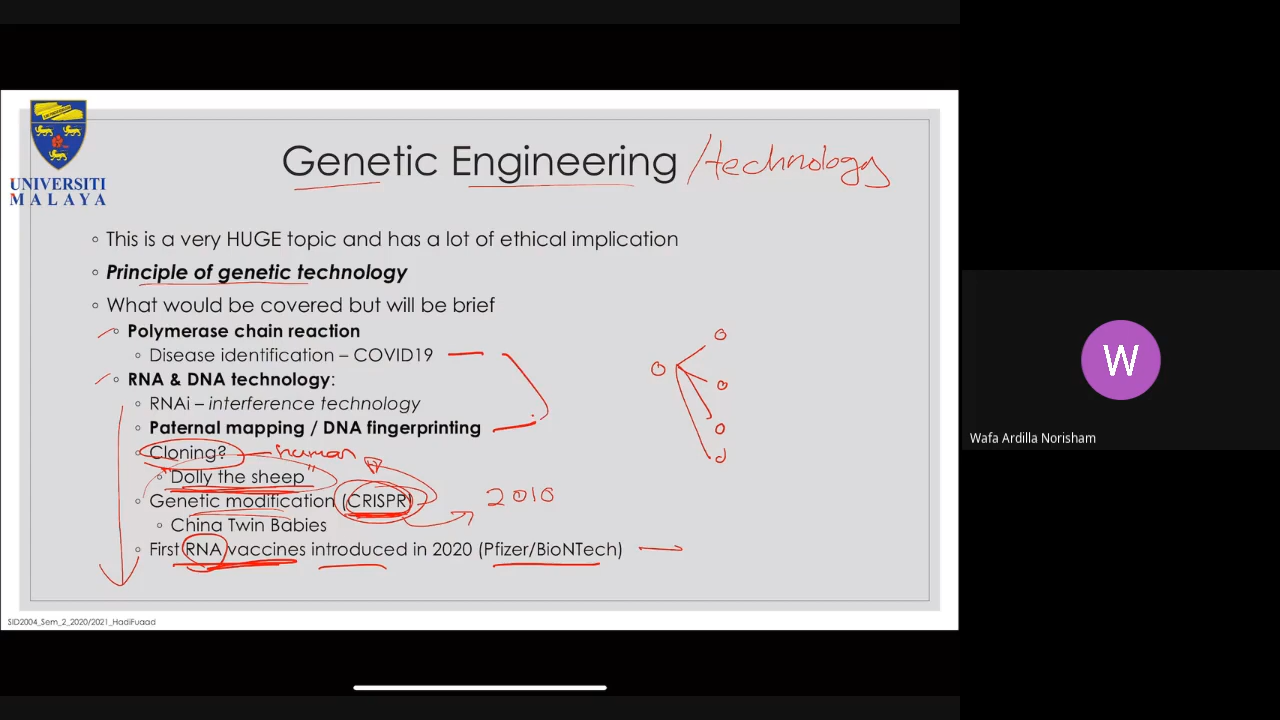 UNIVERSITI
MALAYA
Genetic Engineering /technology
◦ This is a very HUGE topic and has a lot of ethical implication
◦ Principle of genetic technology
◦ What would be covered but will be brief
◦ Polymerase chain reaction
◦ Disease identification – COVID19
◦ RNA & DNA technology:
◦ RNAi – interference technology
◦ Paternal mapping / DNA fingerprinting
◦ Cloning? human
◦ "Dolly the sheep"
◦ Genetic modification (CRISPR) 2010
◦ China Twin Babies
◦ First RNA vaccines introduced in 2020 (Pfizer/BioNTech)
SID2004_Sem_2_2020/2021_HadiFuaad
W
Wafa Ardilla Norisham